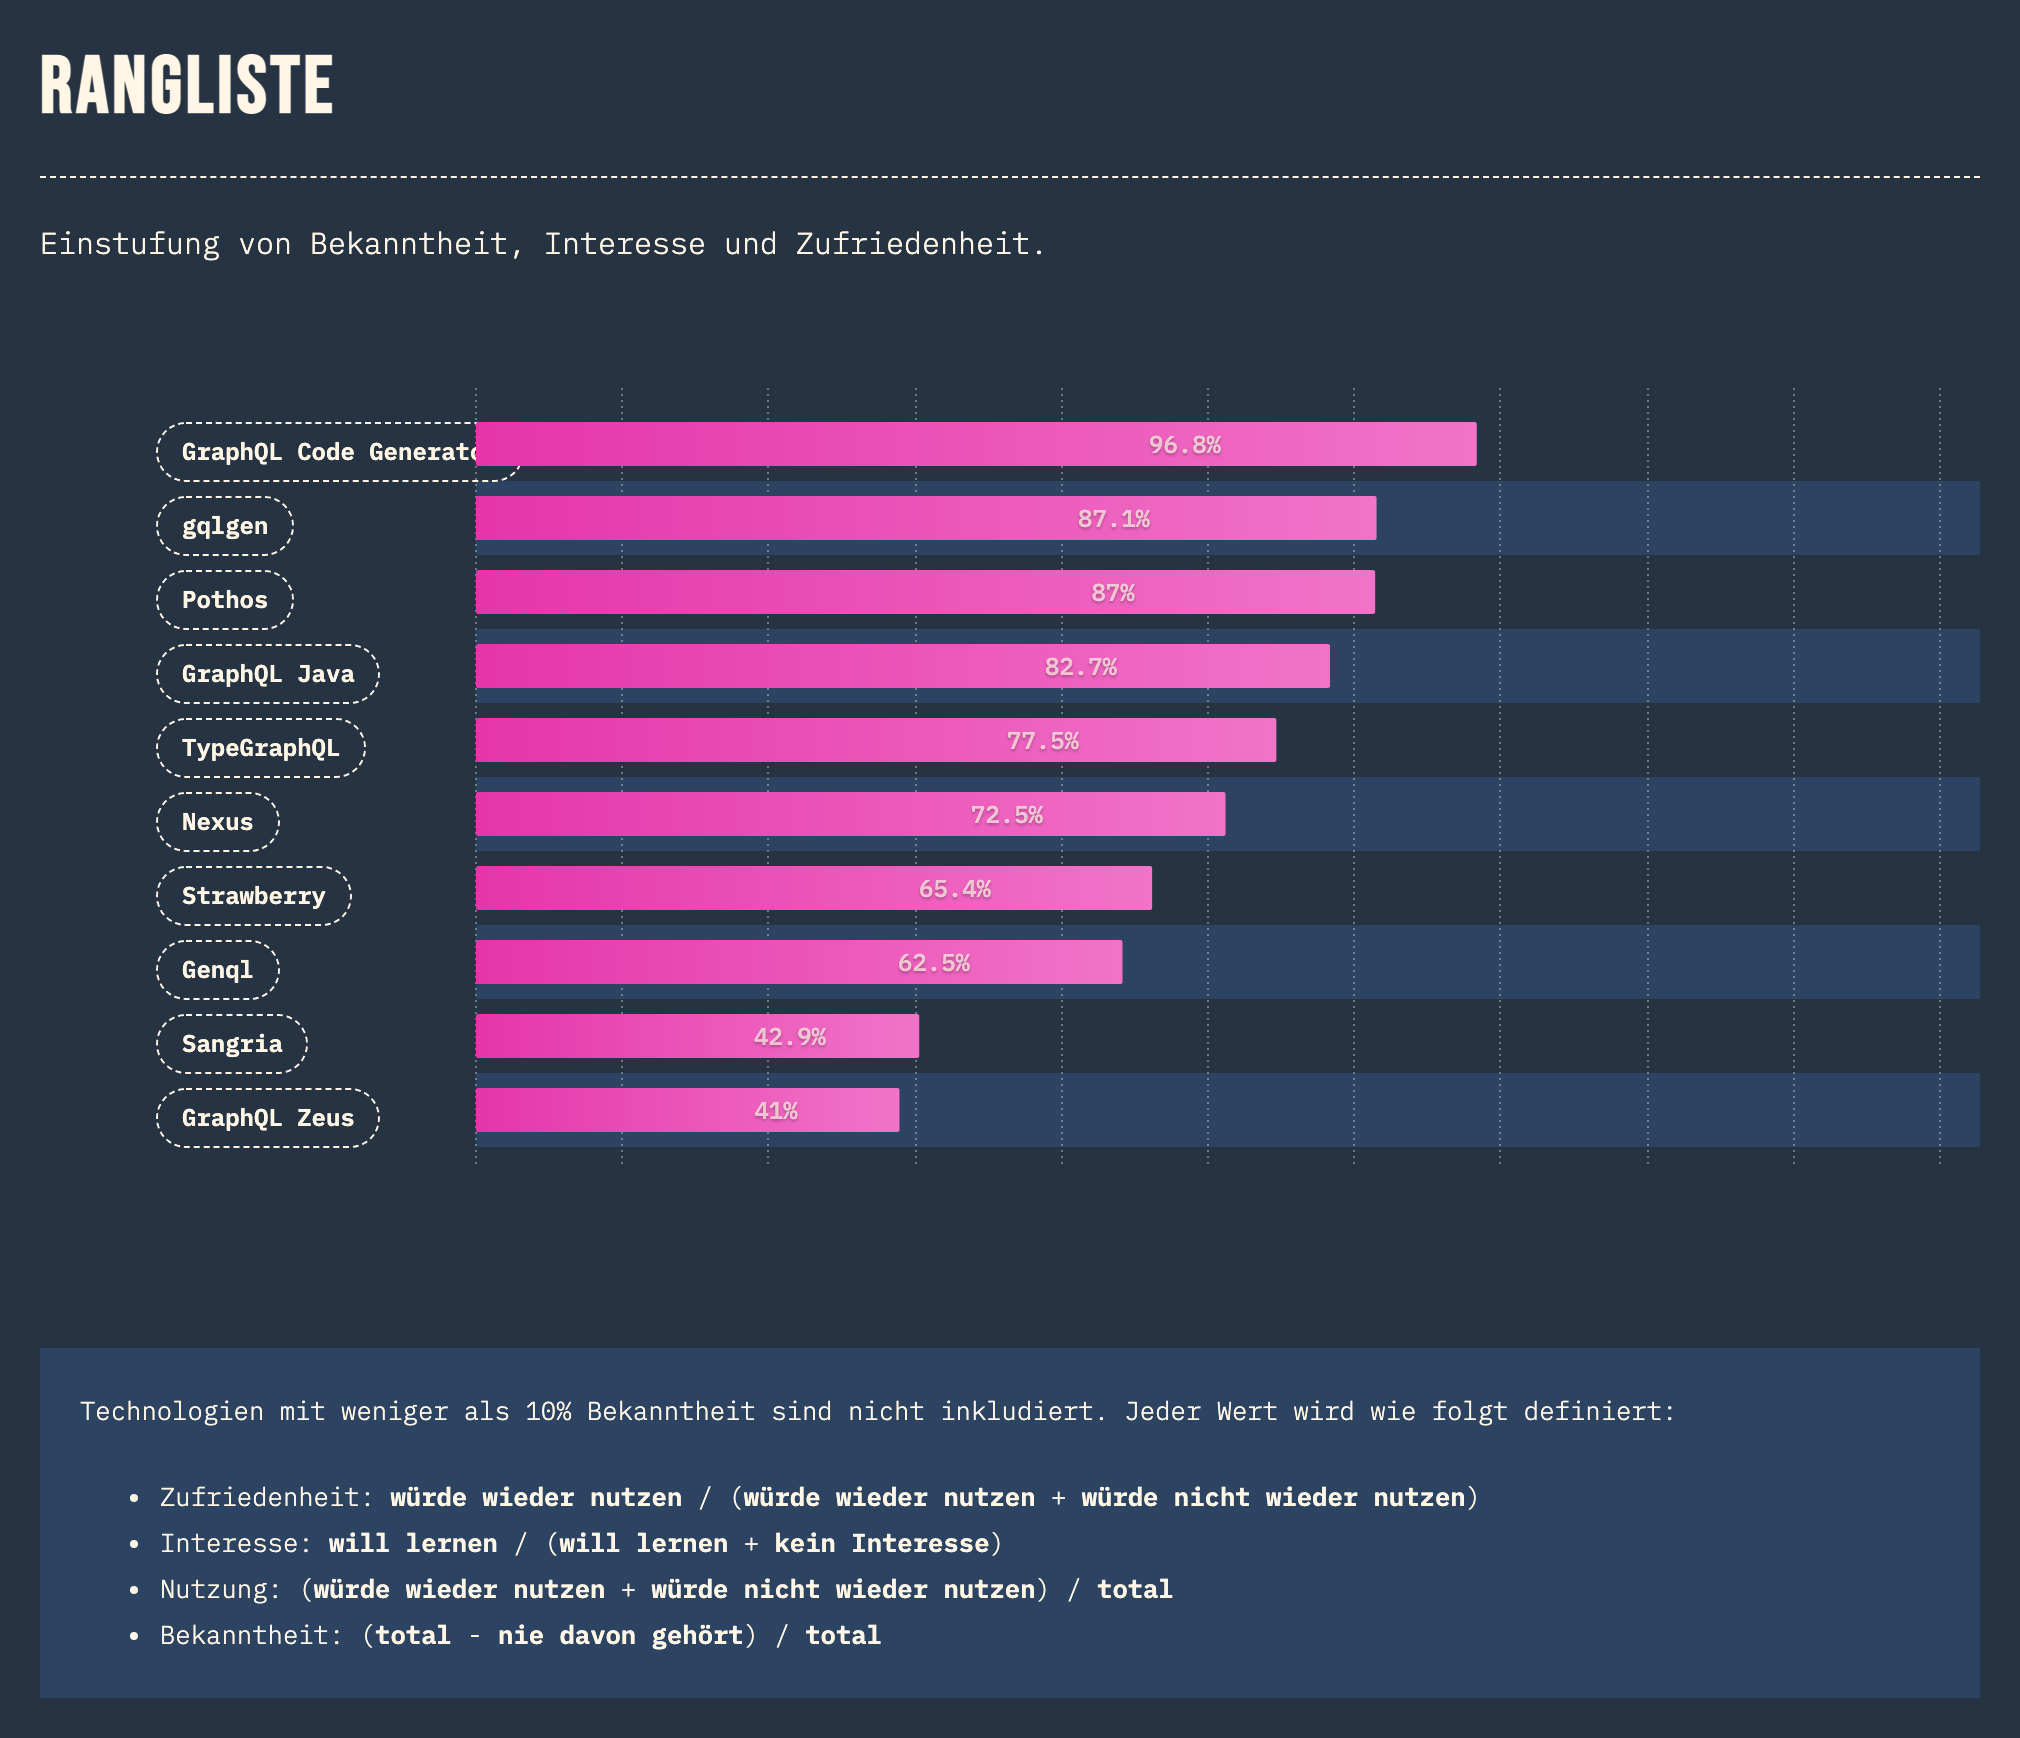 RANGLISTE
Einstufung von Bekanntheit, Interesse und Zufriedenheit.
GraphQL Code Generato 96.8%
gqlgen 87.1%
Pothos 87%
GraphQL Java 82.7%
TypeGraphQL 77.5%
Nexus 72.5%
Strawberry 65.4%
Genql 62.5%
Sangria 42.9%
GraphQL Zeus 41%
Technologien mit weniger als 10% Bekanntheit sind nicht inkludiert. Jeder Wert wird wie folgt definiert:
• Zufriedenheit: würde wieder nutzen / (würde wieder nutzen + würde nicht wieder nutzen)
• Interesse: will lernen / (will lernen + kein Interesse)
• Nutzung: (würde wieder nutzen + würde nicht wieder nutzen) / total
• Bekanntheit: (total - nie davon gehört) / total